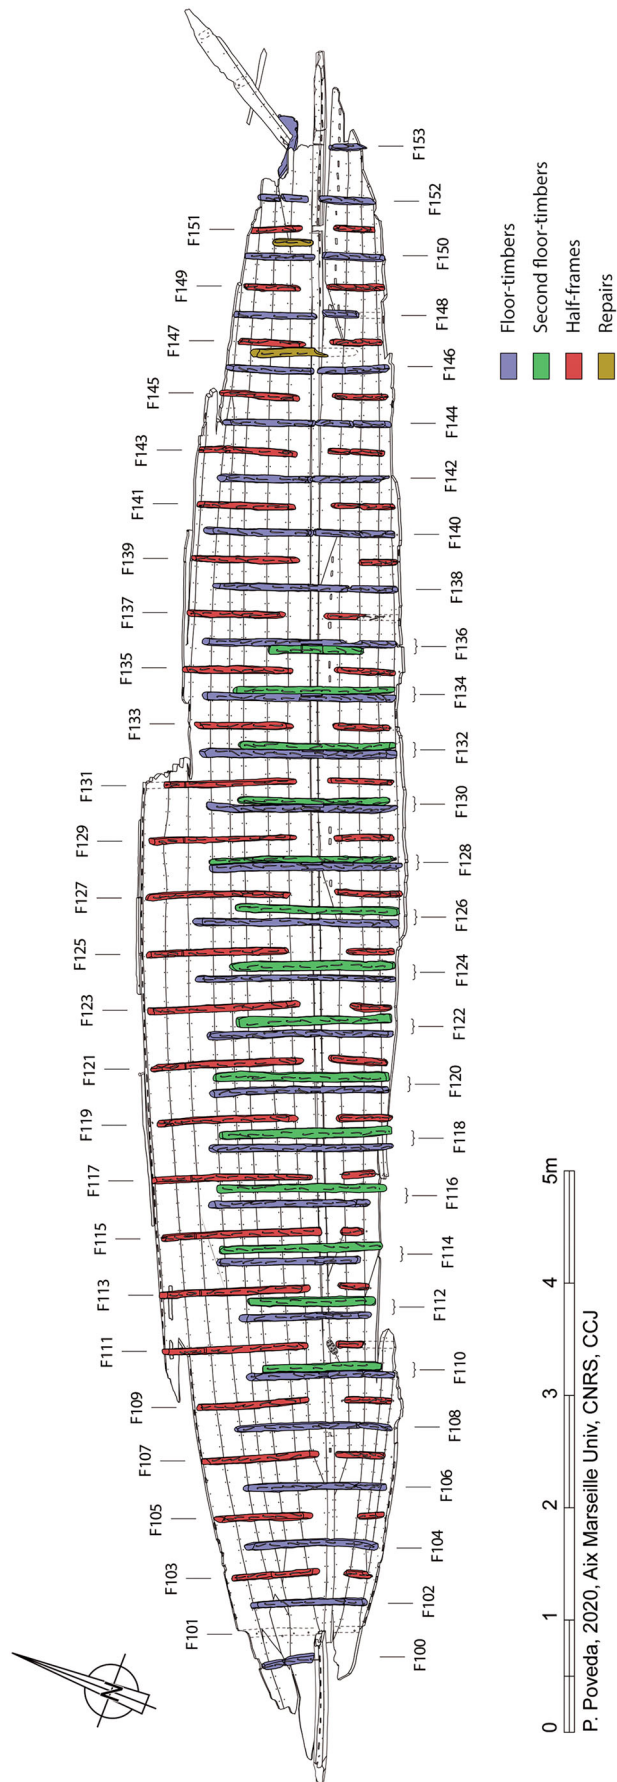 F101
F103
F105
F107
F109
F111
F113
F115
F117
F119
F121
F123
F125
F127
F129
F131
F133
F135
F137
F139
F141
F143
F145
F147
F149
F151
F100
F102
F104
F106
F108
F110
F112
F114
F116
F118
F120
F122
F124
F126
F128
F130
F132
F134
F136
F138
F140
F142
F144
F146
F148
F150
F152
F153
N
0 1 2 3 4 5m
P. Poveda, 2020, Aix Marseille Univ, CNRS, CCJ
Floor-timbers
Second floor-timbers
Half-frames
Repairs